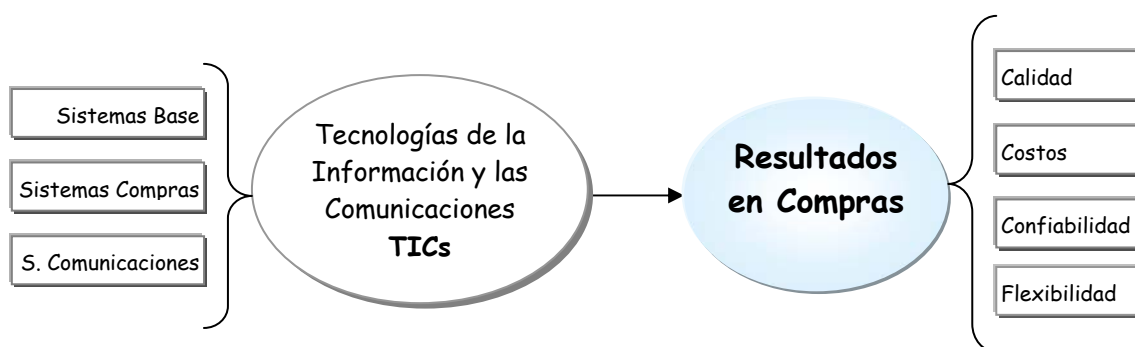 Sistemas Base
Sistemas Compras
S. Comunicaciones
Tecnologías de la
Información y las
Comunicaciones
TICs
Resultados
en Compras
Calidad
Costos
Confiabilidad
Flexibilidad